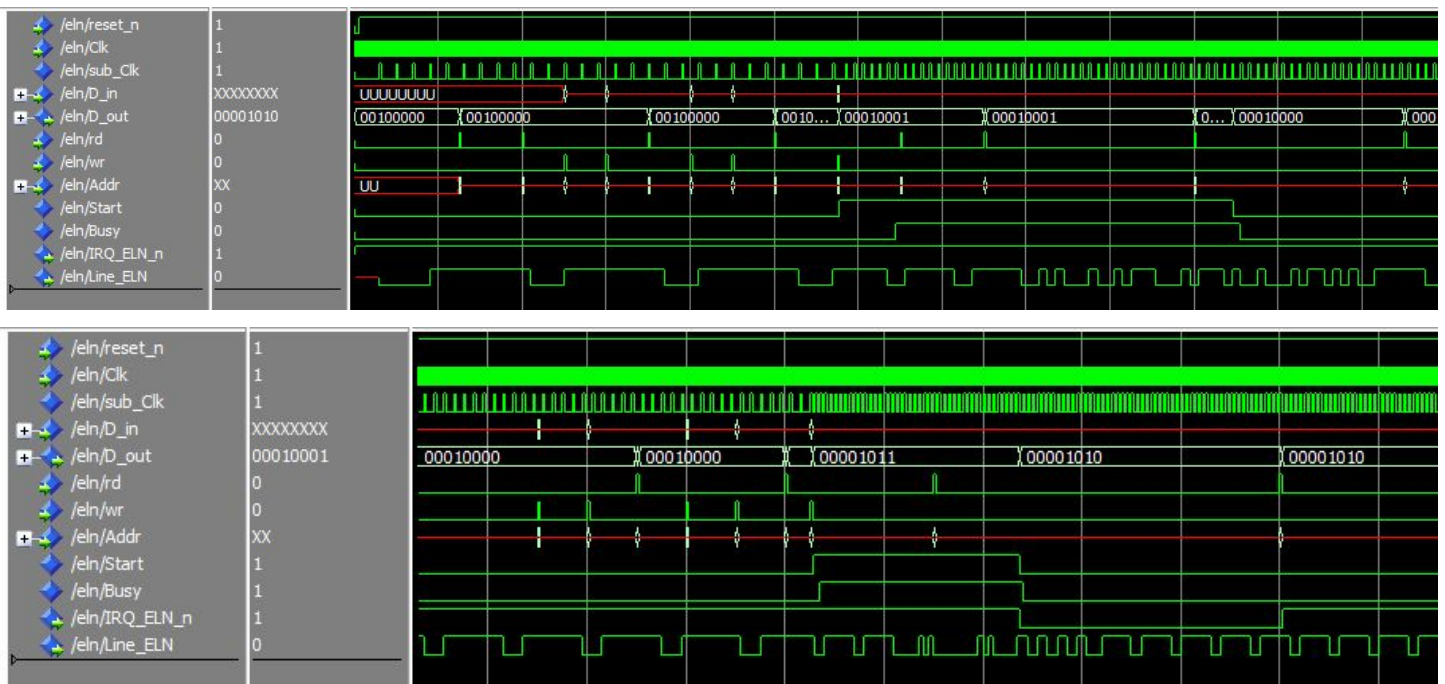 /eln/reset_n 1
/eln/Clk 1
/eln/sub_Clk 1
/eln/D_in XXXXXXXX UUUUUUUU
/eln/D_out 00001010 00100000 00100000 00100000 0010... 00010001 00010001 0... 00010000 000
/eln/rd 0
/eln/wr 0
/eln/Addr XX UU
/eln/Start 0
/eln/Busy 0
/eln/IRQ_ELN_n 1
/eln/Line_ELN 0
/eln/reset_n 1
/eln/Clk 1
/eln/sub_Clk 1
/eln/D_in XXXXXXXX
/eln/D_out 00010001 00010000 00010000 00001011 00001010 00001010
/eln/rd 0
/eln/wr 0
/eln/Addr XX
/eln/Start 1
/eln/Busy 1
/eln/IRQ_ELN_n 1
/eln/Line_ELN 0